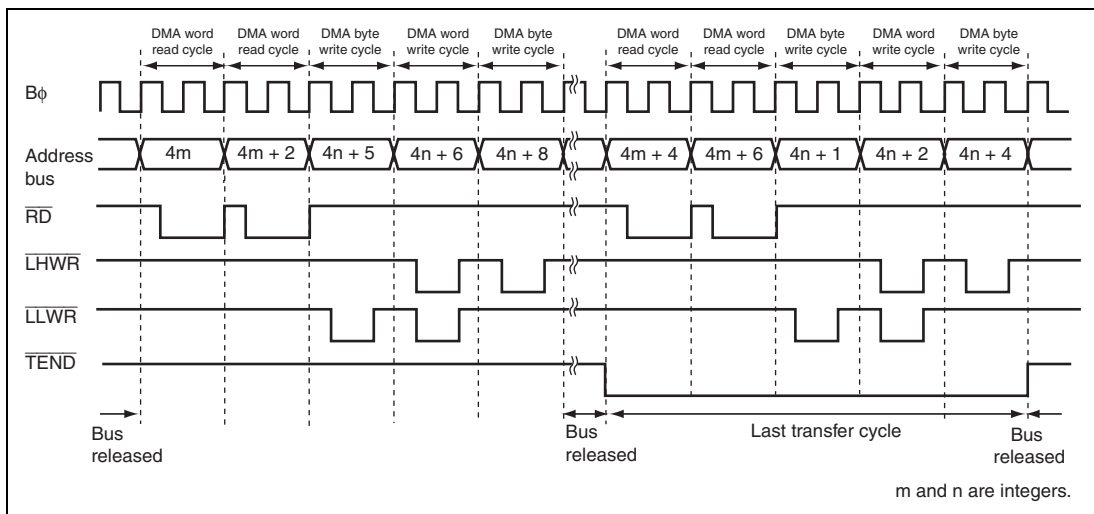 DMA word read cycle
DMA word read cycle
DMA byte write cycle
DMA word write cycle
DMA byte write cycle
DMA word read cycle
DMA word read cycle
DMA byte write cycle
DMA word write cycle
DMA byte write cycle
Bϕ
Address bus
4m
4m + 2
4n + 5
4n + 6
4n + 8
4m + 4
4m + 6
4n + 1
4n + 2
4n + 4
RD
LHWR
LLWR
TEND
Bus released
Bus released
Last transfer cycle
Bus released
m and n are integers.